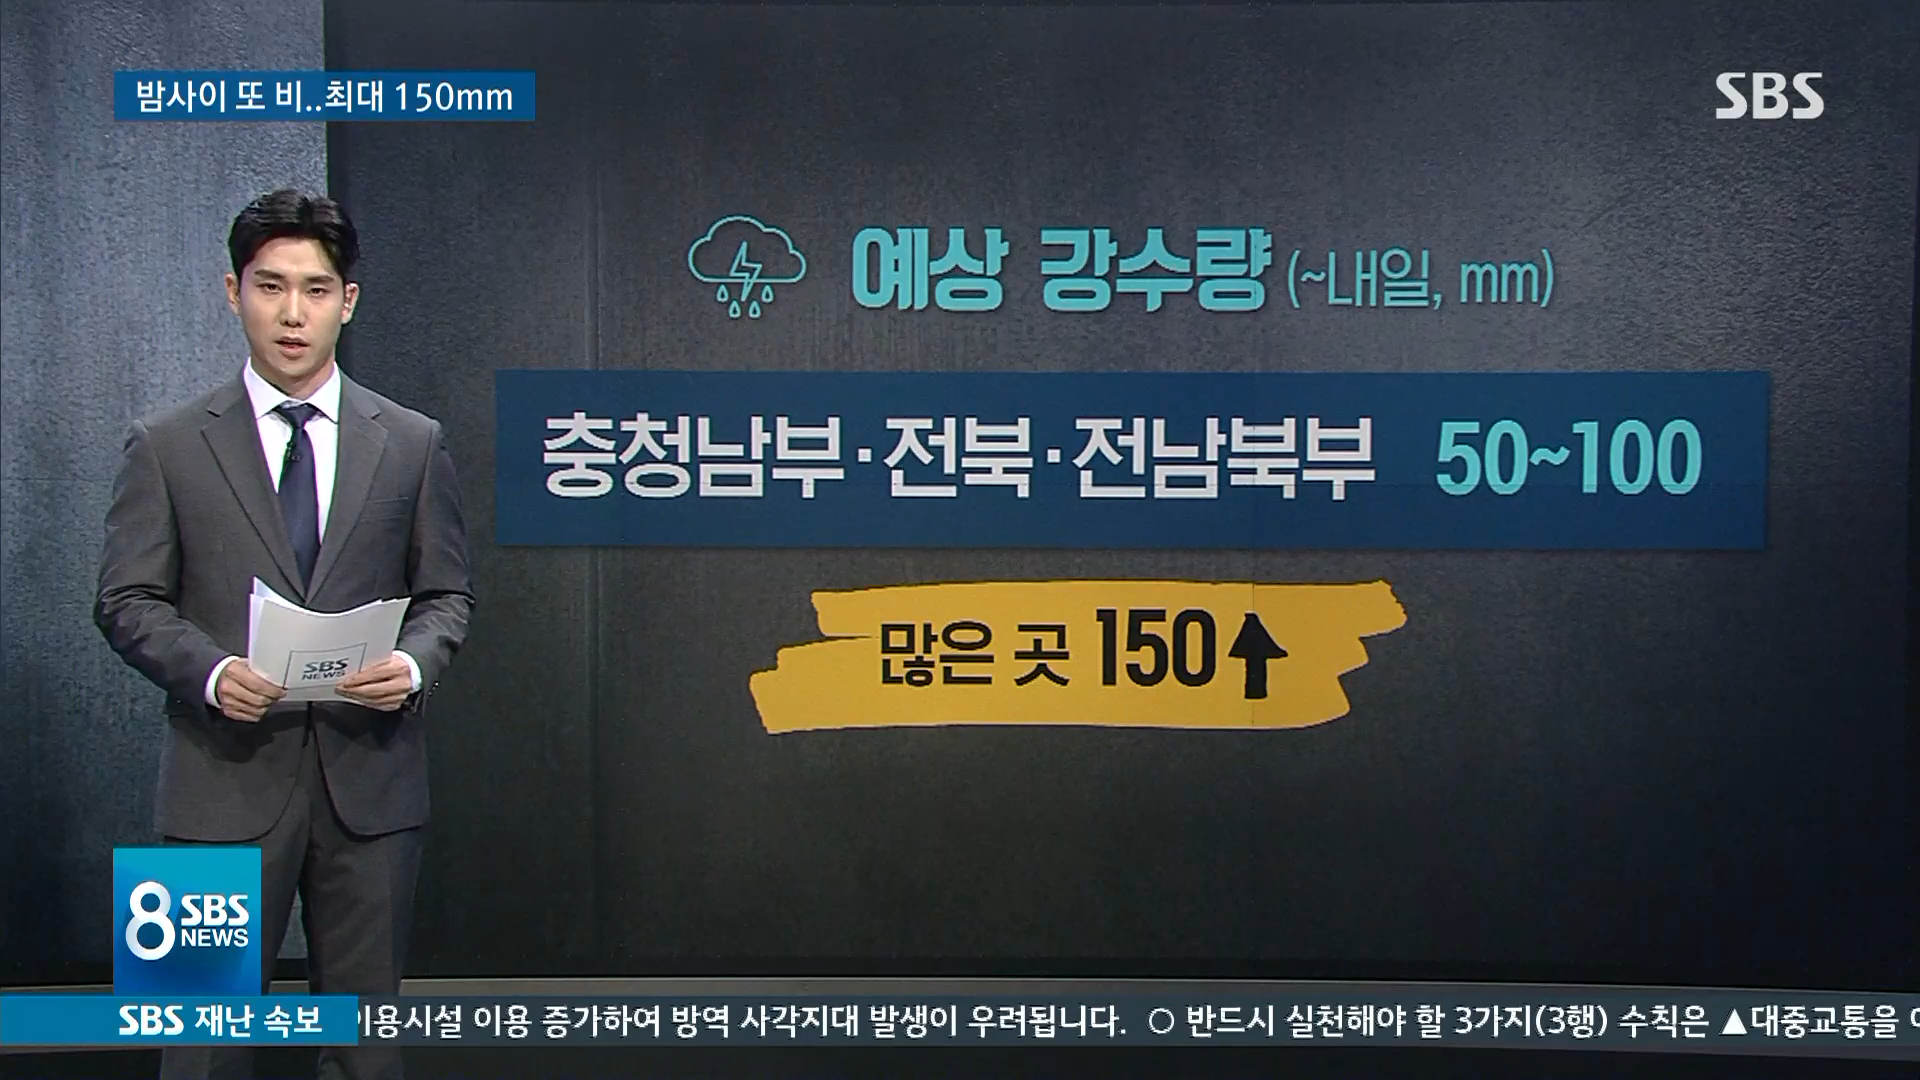 밤사이 또 비..최대 150mm
SBS
예상 강수량 (~내일, mm)
충청남부·전북·전남북부 50~100
많은 곳 150↑
SBS
NEWS
8 SBS
NEWS
SBS 재난 속보
이용시설 이용 증가하여 방역 사각지대 발생이 우려됩니다. ○ 반드시 실천해야 할 3가지(3행) 수칙은 ▲대중교통을